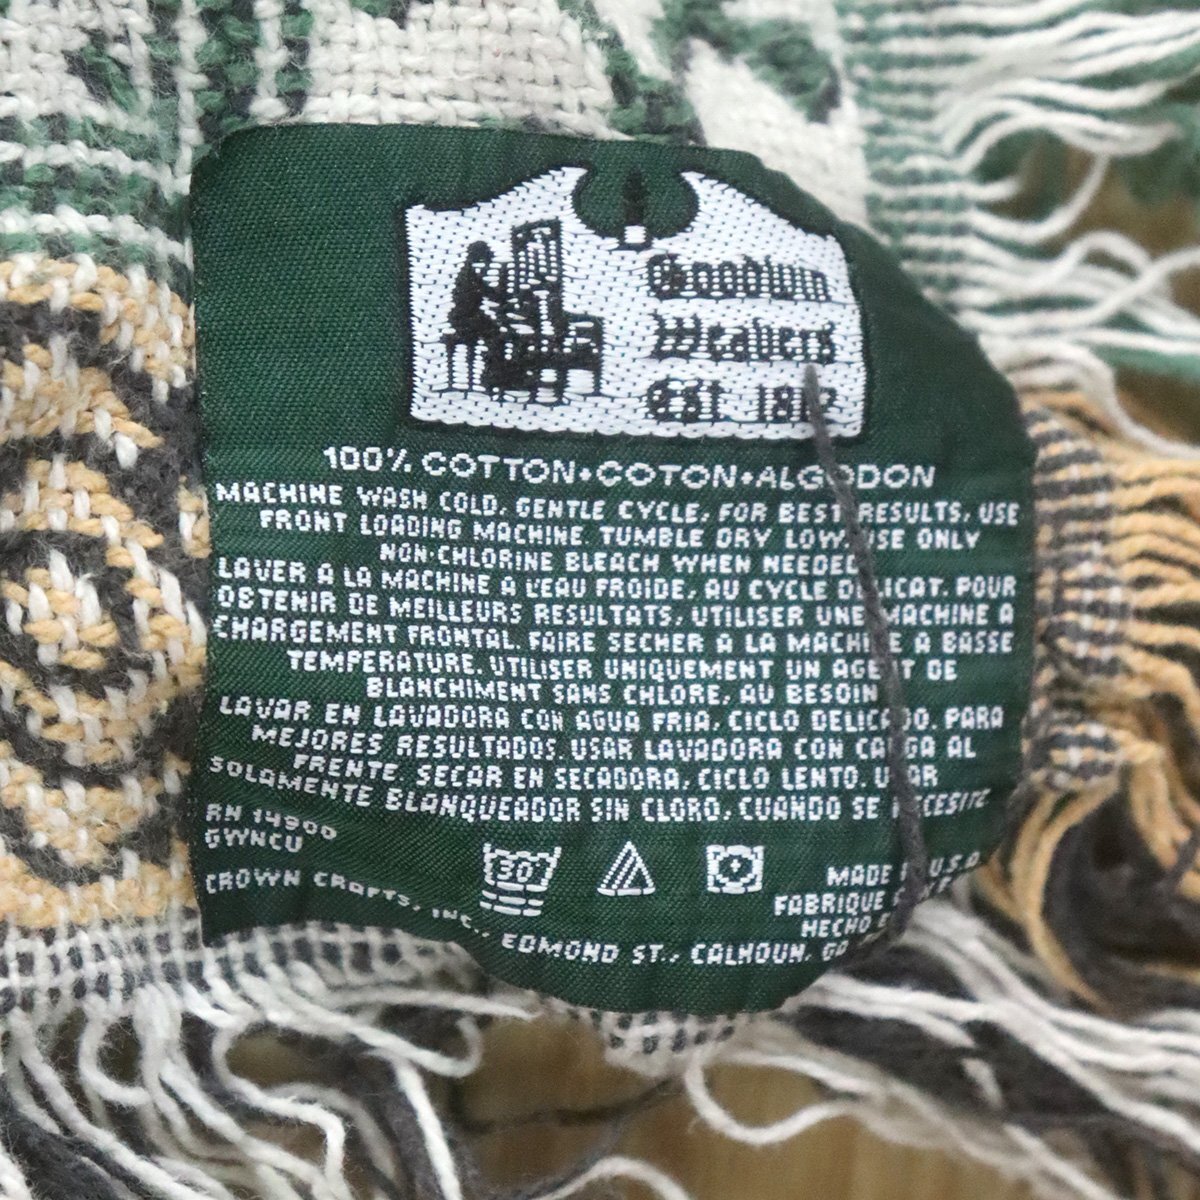 Goodwin
Weavers
est. 1812
100% COTTON•COTON•ALGODON
MACHINE WASH COLD, GENTLE CYCLE, FOR BEST RESULTS, USE
FRONT LOADING MACHINE. TUMBLE DRY LOW. USE ONLY
NON-CHLORINE BLEACH WHEN NEEDED
LAVER A LA MACHINE A L'EAU FROIDE, AU CYCLE DELICAT. POUR
OBTENIR DE MEILLEURS RESULTATS, UTILISER UNE MACHINE A
CHARGEMENT FRONTAL. FAIRE SECHER A LA MACHINE A BASSE
TEMPERATURE. UTILISER UNIQUEMENT UN AGENT DE
BLANCHIMENT SANS CHLORE, AU BESOIN
LAVAR EN LAVADORA CON AGUA FRIA, CICLO DELICADO. PARA
MEJORES RESULTADOS, USAR LAVADORA CON CARGA AL
FRENTE. SECAR EN SECADORA, CICLO LENTO. USAR
SOLAMENTE BLANQUEADOR SIN CLORO, CUANDO SE NECESITE
RN 14900
GWNCU
30°
MADE U.S.A.
FABRIQUE
HECHO
CROWN CRAFTS, INC., EDMOND ST., CALHOUN, GA